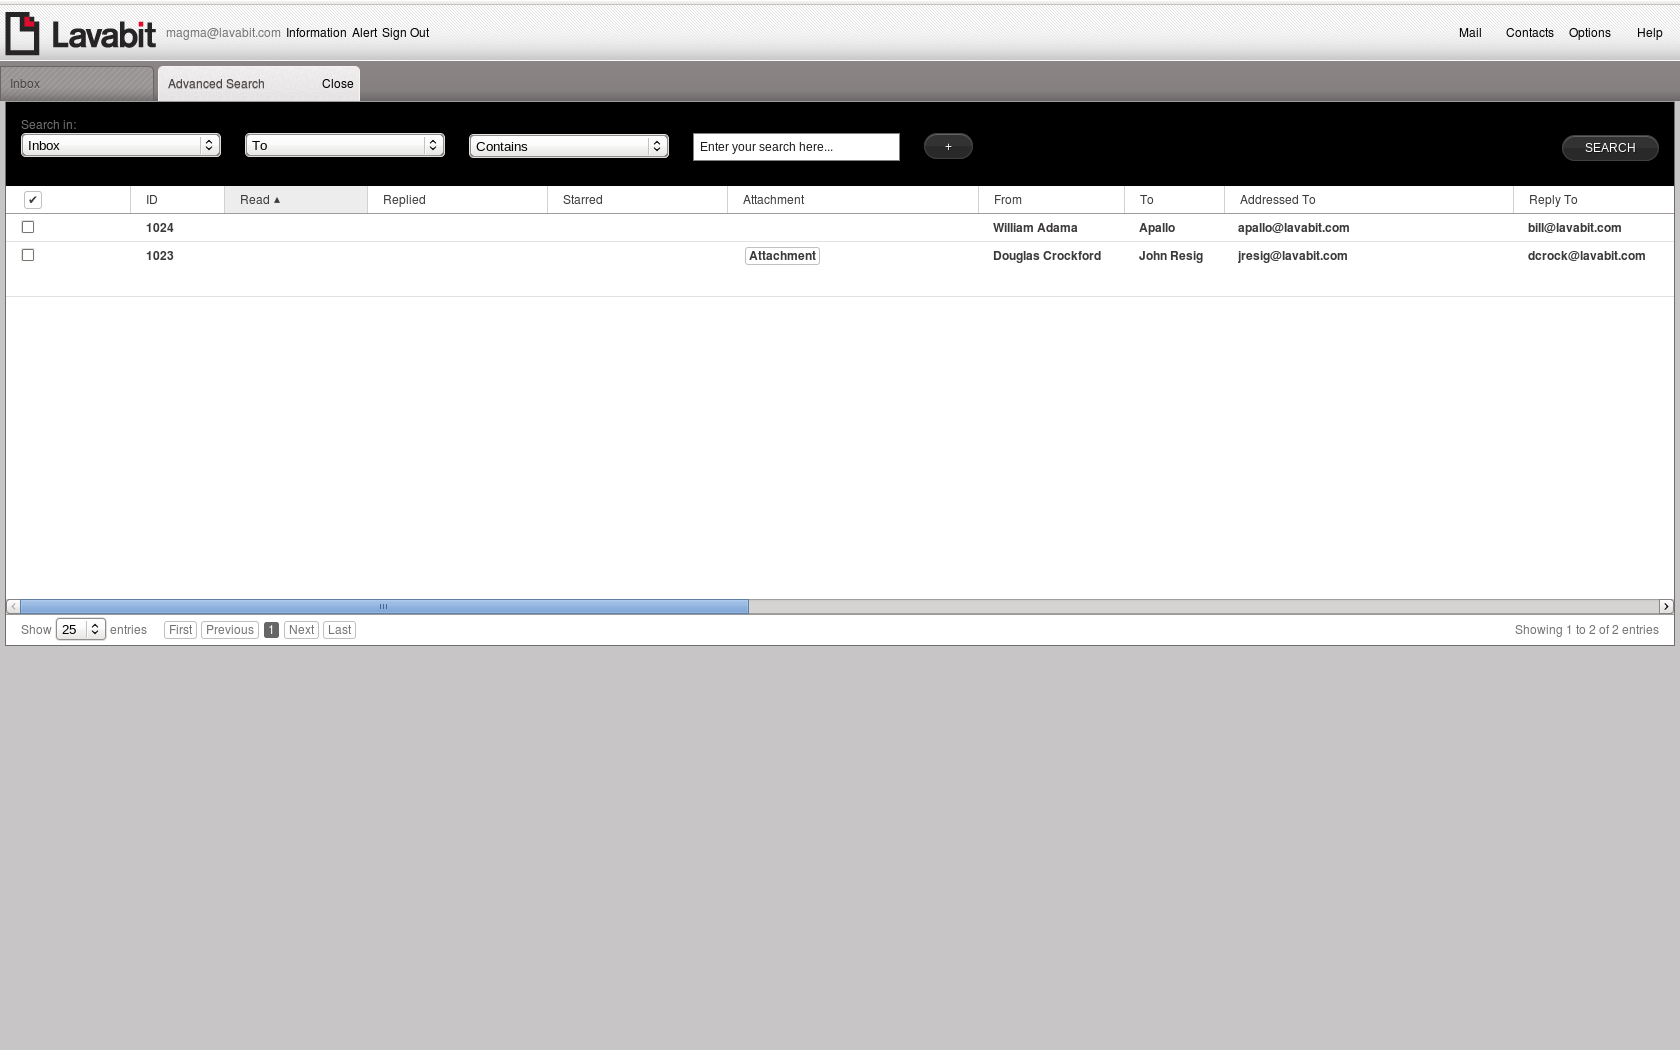 Lavabit magma@lavabit.com Information Alert Sign Out Mail Contacts Options Help
Inbox Advanced Search Close
Search in:
Inbox To Contains Enter your search here... + SEARCH
✔ ID Read ▲ Replied Starred Attachment From To Addressed To Reply To
1024 William Adama Apallo apallo@lavabit.com bill@lavabit.com
1023 Attachment Douglas Crockford John Resig jresig@lavabit.com dcrock@lavabit.com
Show 25 entries First Previous 1 Next Last Showing 1 to 2 of 2 entries